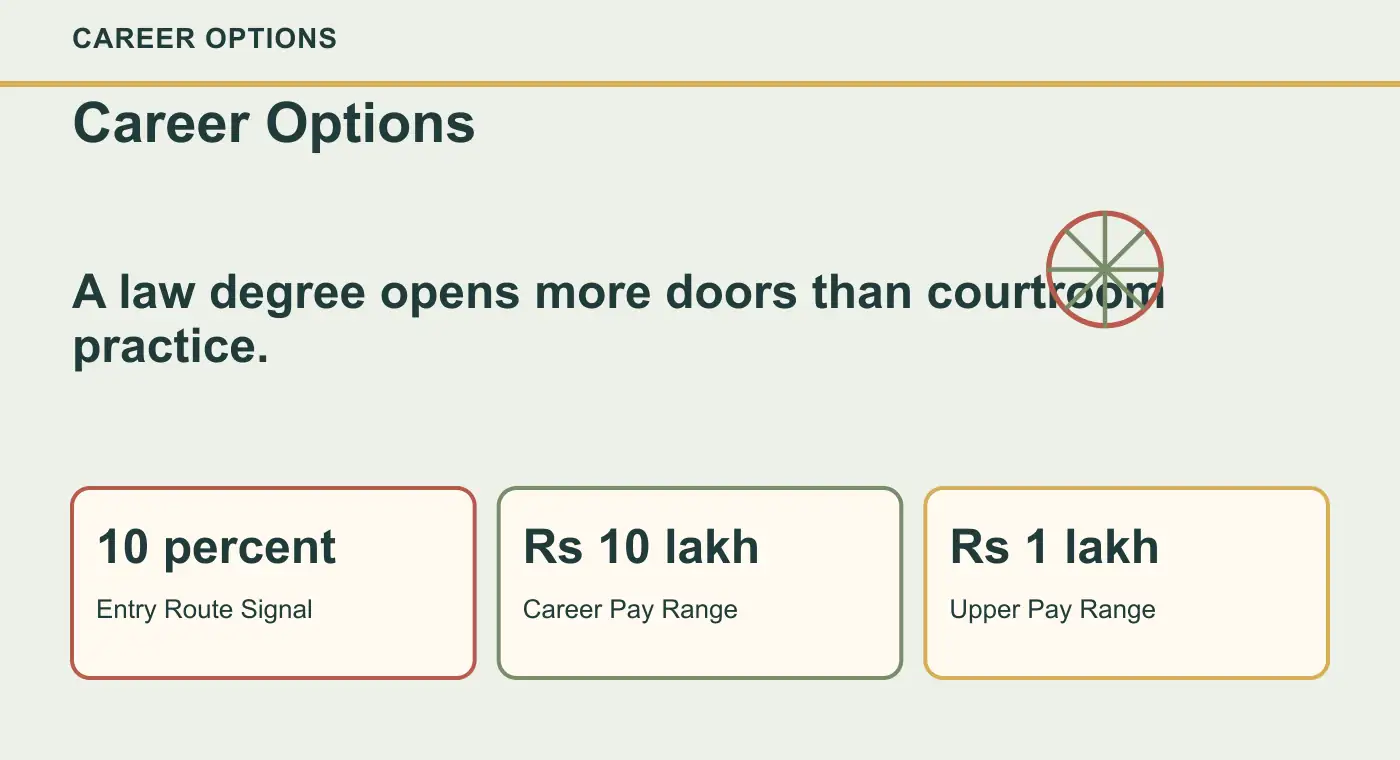 CAREER OPTIONS
Career Options
A law degree opens more doors than courtroom
practice.
10 percent
Entry Route Signal
Rs 10 lakh
Career Pay Range
Rs 1 lakh
Upper Pay Range